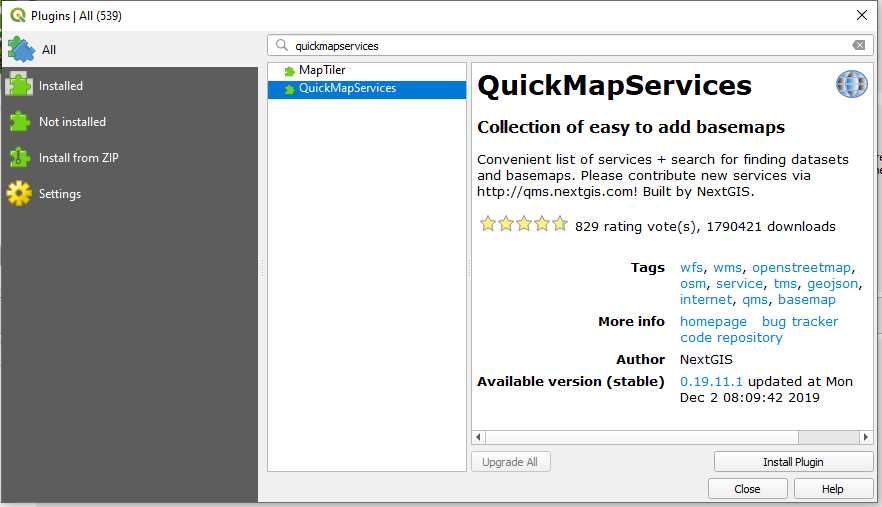 Plugins | All (539)
All
Installed
Not installed
Install from ZIP
Settings
quickmapservices
MapTiler
QuickMapServices
QuickMapServices
Collection of easy to add basemaps
Convenient list of services + search for finding datasets
and basemaps. Please contribute new services via
http://qms.nextgis.com! Built by NextGIS.
829 rating vote(s), 1790421 downloads
Tags wfs, wms, openstreetmap,
osm, service, tms, geojson,
internet, qms, basemap
More info homepage bug tracker
code repository
Author NextGIS
Available version (stable) 0.19.11.1 updated at Mon
Dec 2 08:09:42 2019
Upgrade All Install Plugin
Close Help